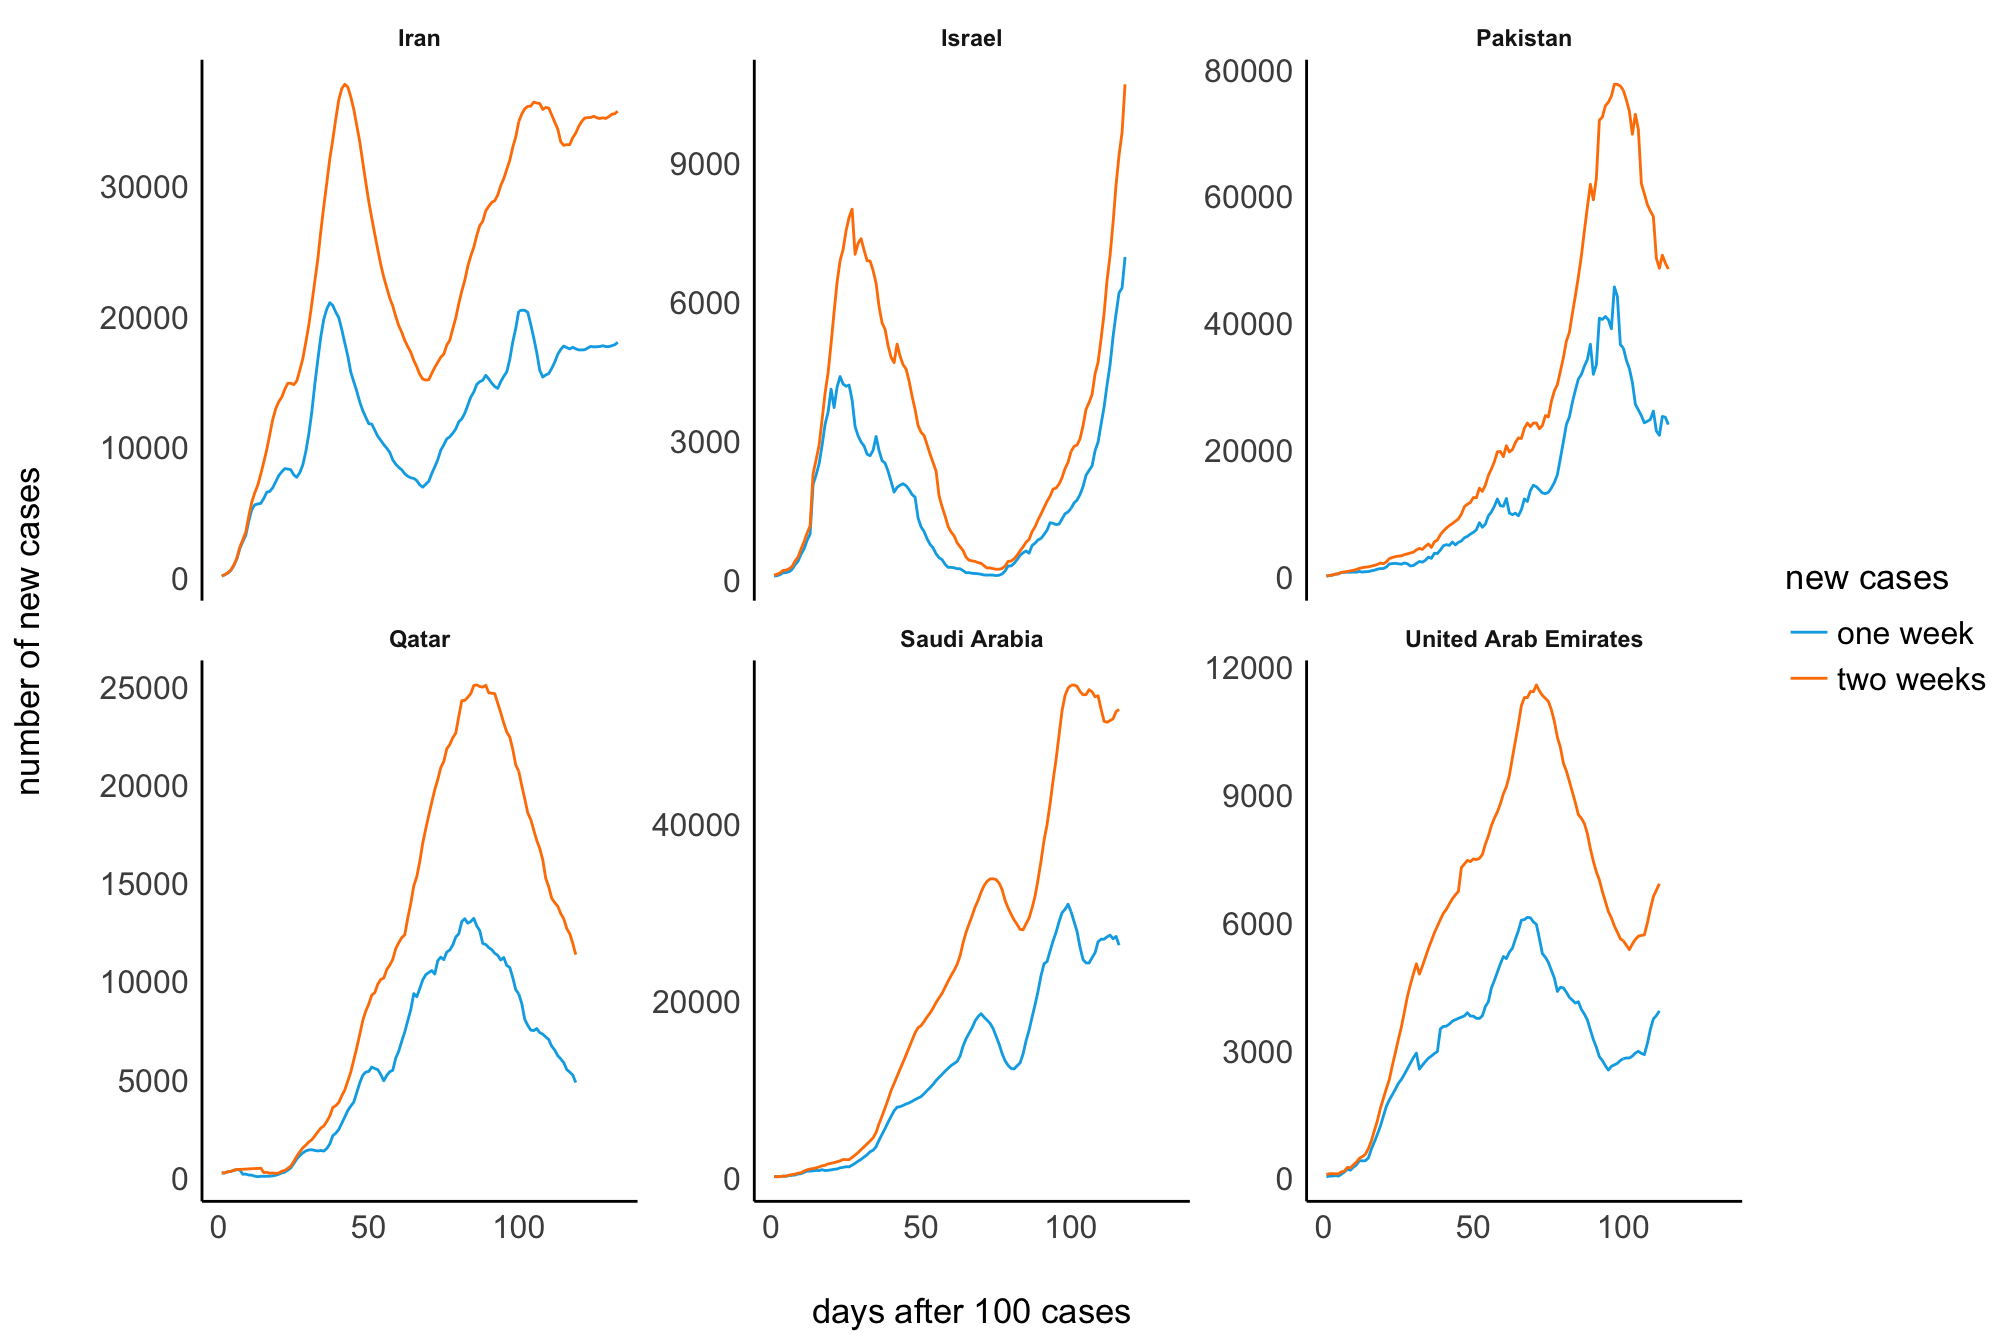 Iran
Israel
Pakistan
30000
20000
10000
0
9000
6000
3000
0
80000
60000
40000
20000
0
number of new cases
Qatar
Saudi Arabia
United Arab Emirates
25000
20000
15000
10000
5000
0
40000
20000
0
12000
9000
6000
3000
0
0 50 100
0 50 100
0 50 100
days after 100 cases
new cases
one week
two weeks